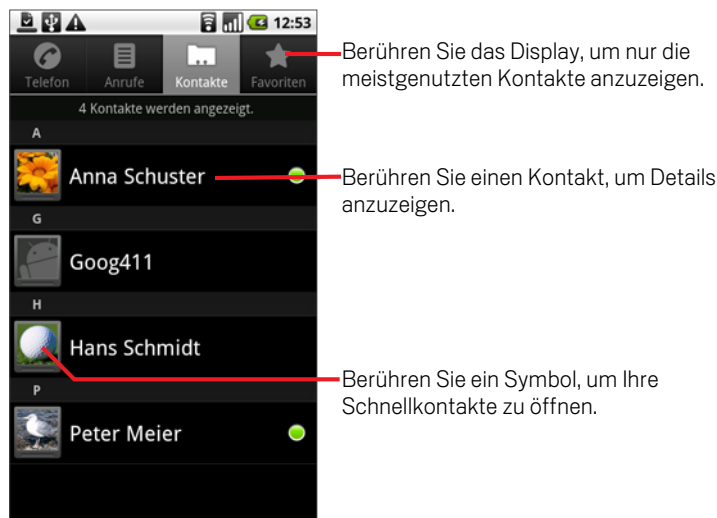 12:53
Telefon Anrufe Kontakte Favoriten
4 Kontakte werden angezeigt.
A
Anna Schuster
G
Goog411
H
Hans Schmidt
P
Peter Meier
Berühren Sie das Display, um nur die
meistgenutzten Kontakte anzuzeigen.
Berühren Sie einen Kontakt, um Details
anzuzeigen.
Berühren Sie ein Symbol, um Ihre
Schnellkontakte zu öffnen.